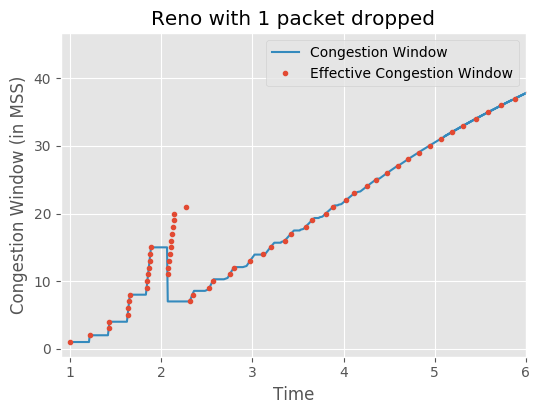 Reno with 1 packet dropped
Congestion Window
Effective Congestion Window
Congestion Window (in MSS)
40
30
20
10
0
1
2
3
4
5
6
Time